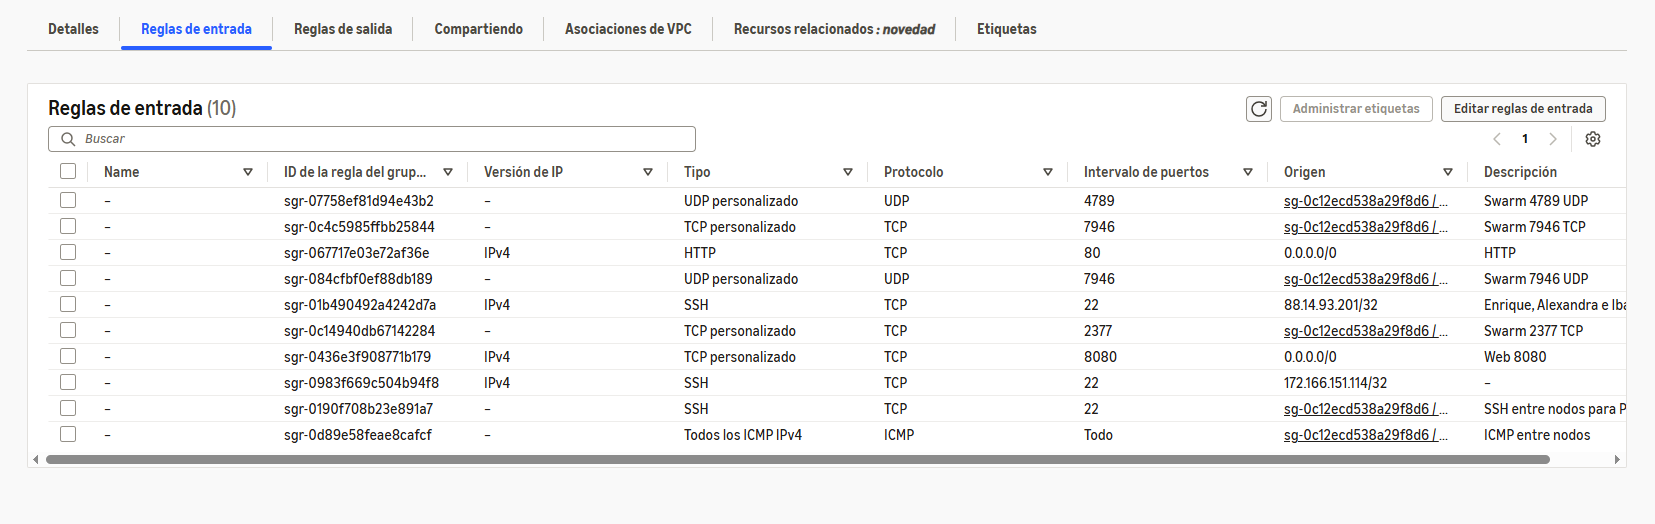 Detalles Reglas de entrada Reglas de salida Compartiendo Asociaciones de VPC Recursos relacionados : novedad Etiquetas
Reglas de entrada (10) Administrar etiquetas Editar reglas de entrada
Buscar 1
Name ID de la regla del grup... Versión de IP Tipo Protocolo Intervalo de puertos Origen Descripción
– sgr-07758ef81d94e43b2 – UDP personalizado UDP 4789 sg-0c12ecd538a29f8d6 / ... Swarm 4789 UDP
– sgr-0c4c5985ffbb25844 – TCP personalizado TCP 7946 sg-0c12ecd538a29f8d6 / ... Swarm 7946 TCP
– sgr-067717e03e72af36e IPv4 HTTP TCP 80 0.0.0.0/0 HTTP
– sgr-084cfbf0ef88db189 – UDP personalizado UDP 7946 sg-0c12ecd538a29f8d6 / ... Swarm 7946 UDP
– sgr-01b490492a4242d7a IPv4 SSH TCP 22 88.14.93.201/32 Enrique, Alexandra e Iba
– sgr-0c14940db67142284 – TCP personalizado TCP 2377 sg-0c12ecd538a29f8d6 / ... Swarm 2377 TCP
– sgr-0436e3f908771b179 IPv4 TCP personalizado TCP 8080 0.0.0.0/0 Web 8080
– sgr-0983f669c504b94f8 IPv4 SSH TCP 22 172.166.151.114/32 –
– sgr-0190f708b23e891a7 – SSH TCP 22 sg-0c12ecd538a29f8d6 / ... SSH entre nodos para P
– sgr-0d89e58feae8cafcf – Todos los ICMP IPv4 ICMP Todo sg-0c12ecd538a29f8d6 / ... ICMP entre nodos